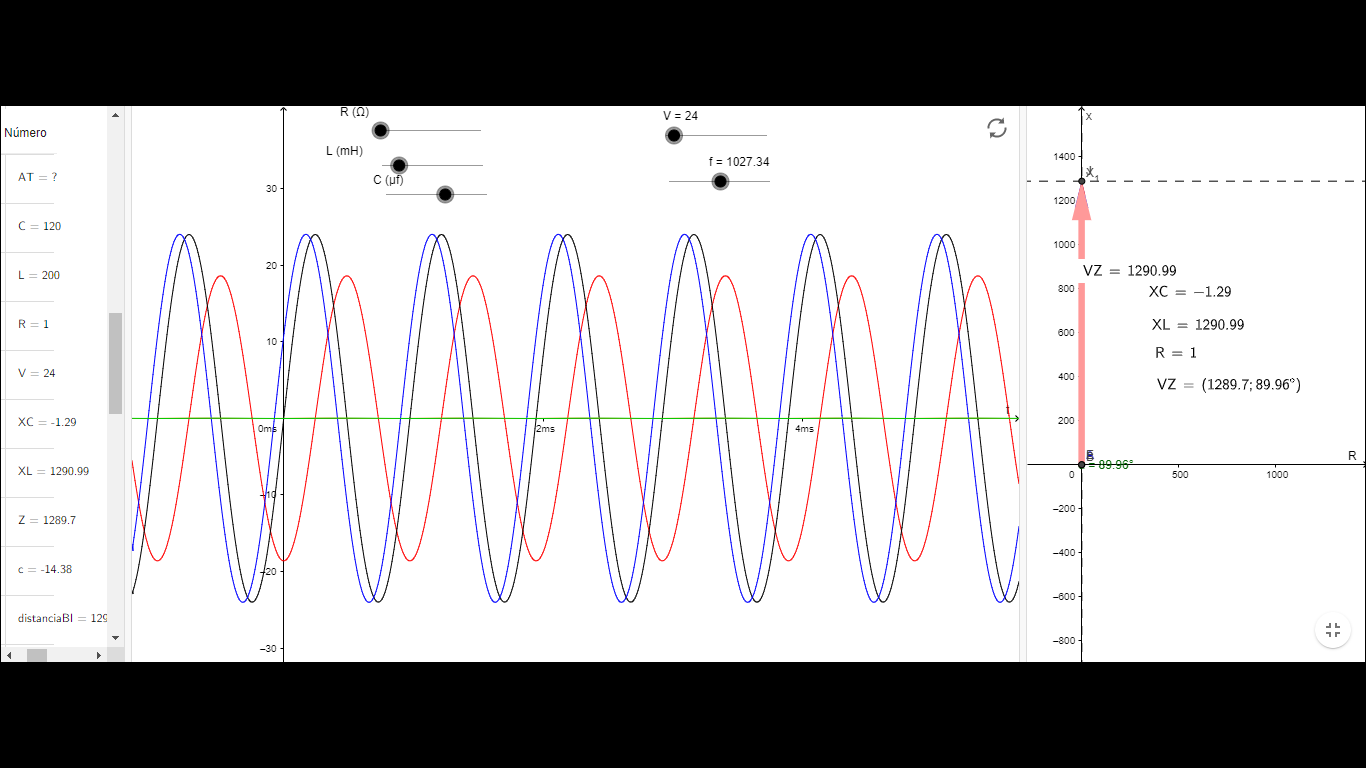 Número
AT = ?
C = 120
L = 200
R = 1
V = 24
XC = -1.29
XL = 1290.99
Z = 1289.7
c = -14.38
distanciaBI = 129
R (Ω)
L (mH)
C (µf)
V = 24
f = 1027.34
30
20
10
0ms
2ms
4ms
t
−10
−20
−30
x
1400
1200
1000
800
600
400
200
0
500
1000
R
−200
−400
−600
−800
VZ = 1290.99
XC = −1.29
XL = 1290.99
R = 1
VZ = (1289.7; 89.96°)
= 89.96°